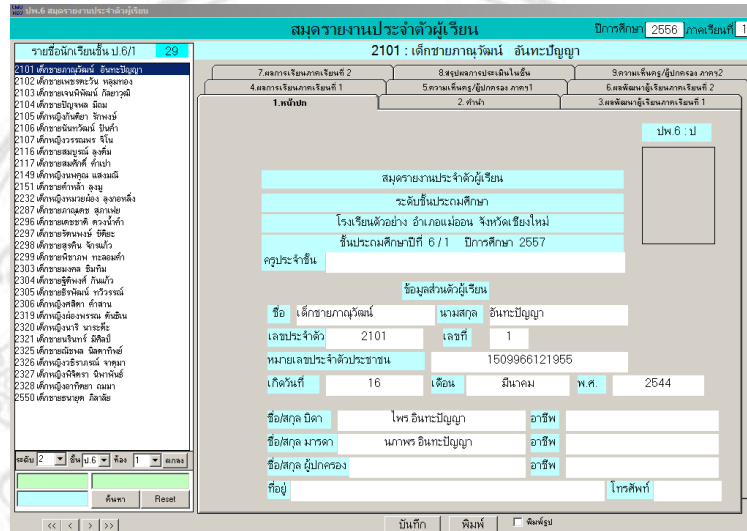 ปพ.6 สมุดรายงานประจำตัวผู้เรียน
สมุดรายงานประจำตัวผู้เรียน ปีการศึกษา 2556 ภาคเรียนที่ 1
รายชื่อนักเรียนชั้น ป.6/1 29
2101 : เด็กชายภาณุวัฒน์ อันทะปัญญา
7.ผลการเรียนภาคเรียนที่ 2 8.สรุปผลการประเมินในชั้น 9.ความเห็นครู/ผู้ปกครอง ภาคฯ2
4.ผลการเรียนภาคเรียนที่ 1 5.ความเห็นครู/ผู้ปกครอง ภาคฯ1 6.ผลพัฒนาผู้เรียนภาคเรียนที่ 2
1.หน้าปก 2.คำนำ 3.ผลพัฒนาผู้เรียนภาคเรียนที่ 1
2101 เด็กชายภาณุวัฒน์ อันทะปัญญา
2102 เด็กชายเพชรตะวัน หลุมทอง
2103 เด็กชายเจนพิพัฒน์ กัลยาวุฒิ
2104 เด็กชายปัญจพล มิถม
2105 เด็กหญิงกันติยา รักพงษ์
2106 เด็กชายนันทวัฒน์ ปันคำ
2107 เด็กหญิงวรรณพร จิโน
2116 เด็กชายสมบูรณ์ ลุงติ่ม
2117 เด็กชายสมศักดิ์ คำเปา
2149 เด็กหญิงนพคุณ แสงมณี
2151 เด็กชายคำหล้า ลุงมู
2232 เด็กหญิงหมวยผ่อง ลุงกอหลิ่ง
2287 เด็กชายภาณุเดช สุภาเฟย
2296 เด็กชายเดชชาติ ดวงน้ำคำ
2297 เด็กชายรัตนพงษ์ ขัติยะ
2298 เด็กชายสุรดิน จักรแก้ว
2299 เด็กชายพิชาภพ ทะลอมคำ
2303 เด็กชายมงคล ธิมทิม
2304 เด็กชายฐิติพงศ์ กันแก้ว
2305 เด็กชายธีรพัฒน์ ทวีวรรณ์
2306 เด็กหญิงศลิตา คำสาน
2319 เด็กหญิงผ่องพรรณ ตันธิเน
2320 เด็กหญิงนารี นาระต๊ะ
2321 เด็กชายนรินทร์ มีศิลป์
2325 เด็กชายณัชพล นิลดาทิพย์
2326 เด็กหญิงวธิราภรณ์ จาคุมา
2327 เด็กหญิงพิจิตรา นิพาพันธ์
2328 เด็กหญิงอาทิตยา ถมมา
2550 เด็กชายธนายุต ภิลาลัย
ปพ.6 : ป
สมุดรายงานประจำตัวผู้เรียน
ระดับชั้นประถมศึกษา
โรงเรียนตัวอย่าง อำเภอแม่ออน จังหวัดเชียงใหม่
ชั้นประถมศึกษาปีที่ 6/1 ปีการศึกษา 2557
ครูประจำชั้น
ข้อมูลส่วนตัวผู้เรียน
ชื่อ เด็กชายภาณุวัฒน์ นามสกุล อันทะปัญญา
เลขประจำตัว 2101 เลขที่ 1
หมายเลขประจำตัวประชาชน 1509966121955
เกิดวันที่ 16 เดือน มีนาคม พ.ศ. 2544
ชื่อ/สกุล บิดา ไพร อินทะปัญญา อาชีพ
ชื่อ/สกุล มารดา นภาพร อินทะปัญญา อาชีพ
ชื่อ/สกุล ผู้ปกครอง อาชีพ
ที่อยู่ โทรศัพท์
ระดับ 2 ชั้น ป.6 ห้อง 1 ตกลง
ค้นหา Reset
<< < > >> บันทึก พิมพ์ พิมพ์รูป